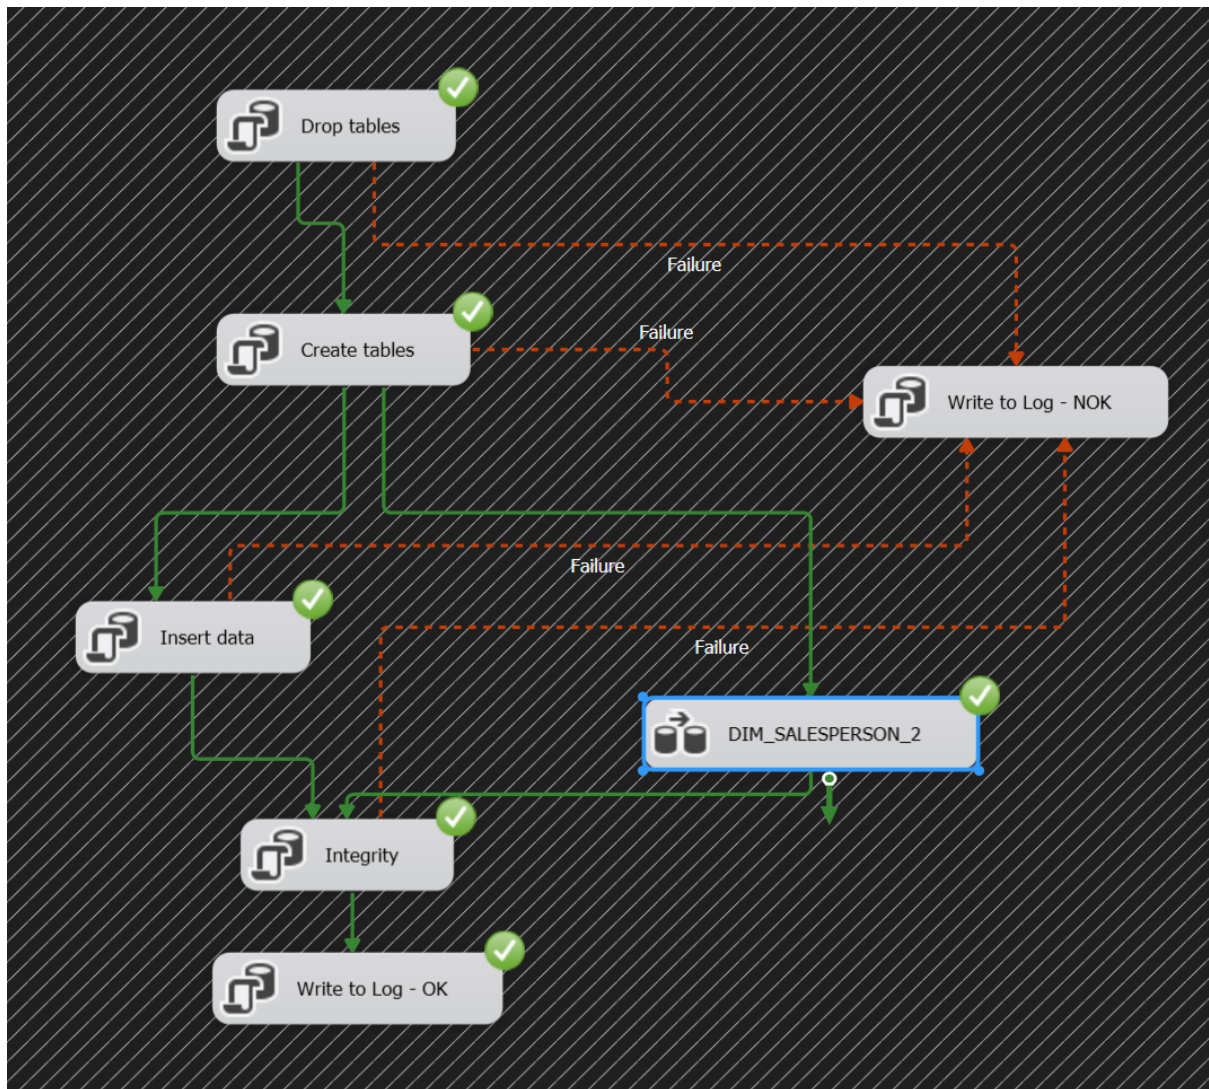 Drop tables
Failure
Failure
Create tables
Write to Log - NOK
Failure
Insert data
Failure
DIM_SALESPERSON_2
Integrity
Write to Log - OK